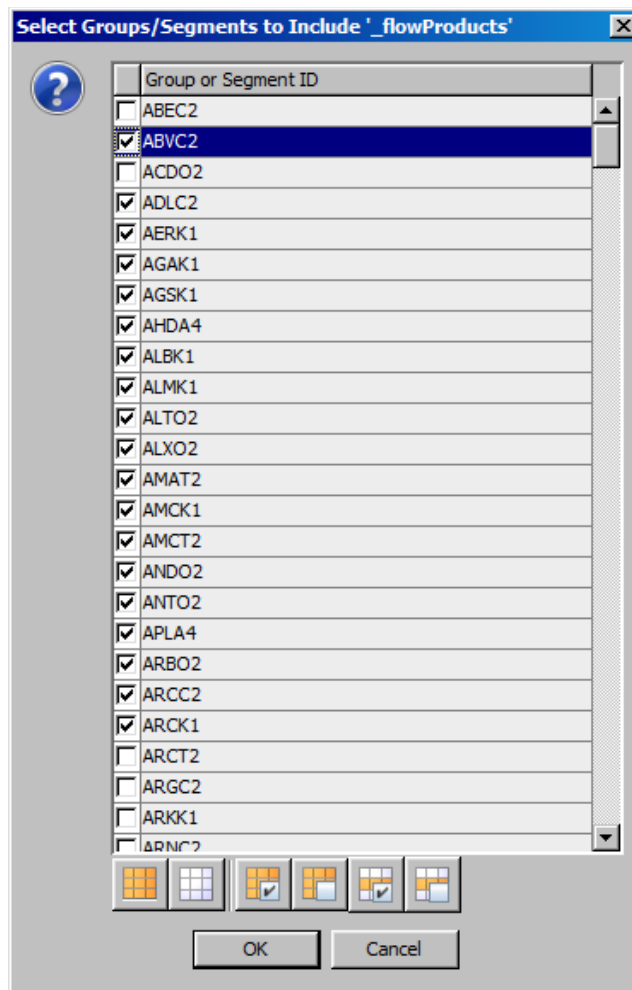 Select Groups/Segments to Include '_flowProducts'
Group or Segment ID
ABEC2
ABVC2
ACDO2
ADLC2
AERK1
AGAK1
AGSK1
AHDA4
ALBK1
ALMK1
ALTO2
ALXO2
AMAT2
AMCK1
AMCT2
ANDO2
ANTO2
APLA4
ARBO2
ARCC2
ARCK1
ARCT2
ARGC2
ARKK1
ARNC2
OK Cancel